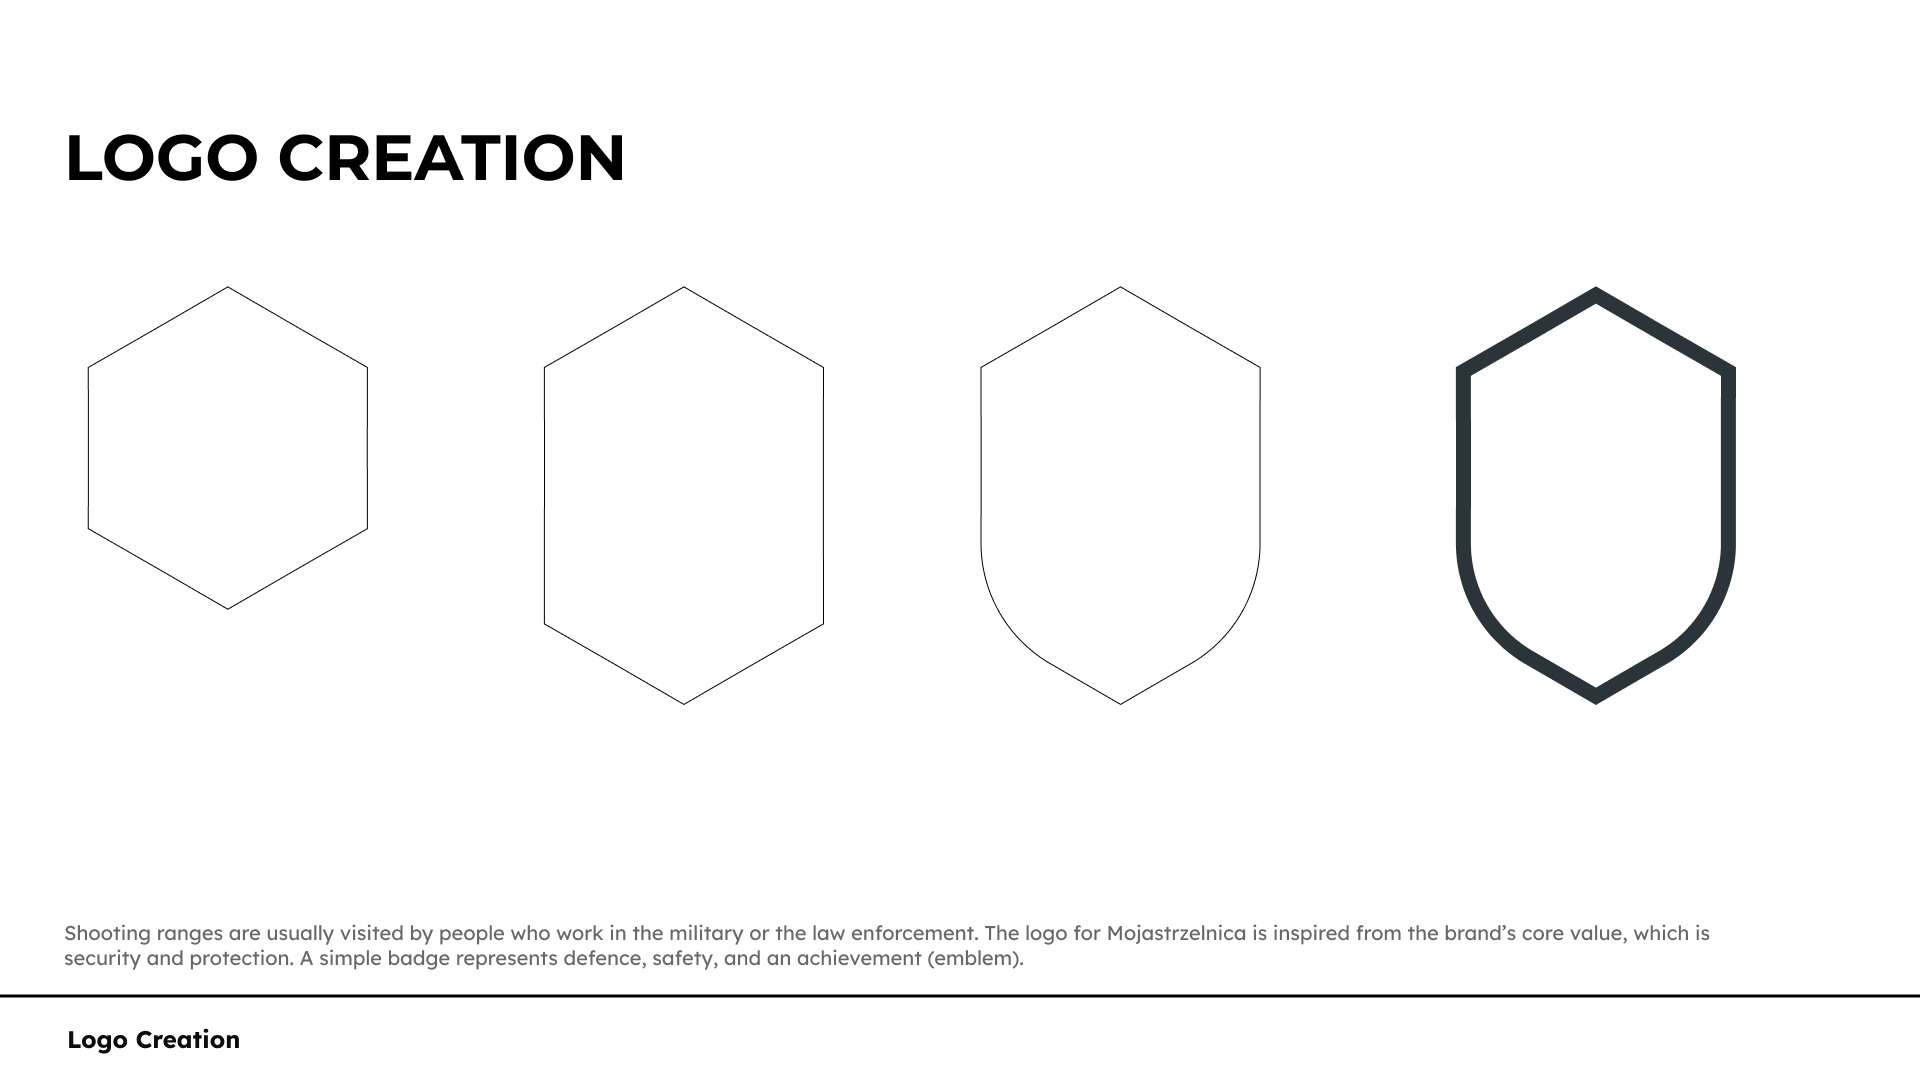 LOGO CREATION
Shooting ranges are usually visited by people who work in the military or the law enforcement. The logo for Mojastrzelnica is inspired from the brand’s core value, which is
security and protection. A simple badge represents defence, safety, and an achievement (emblem).
Logo Creation